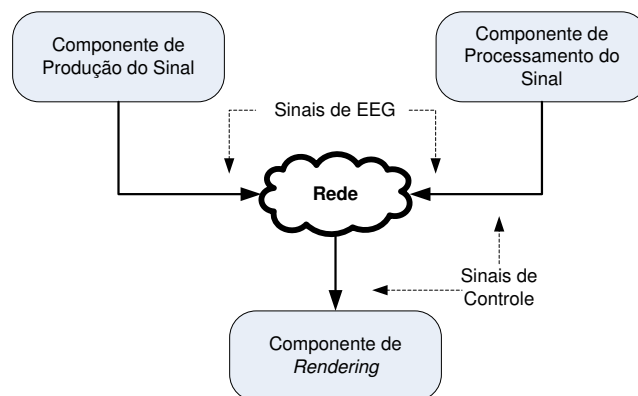 Componente de
Produção do Sinal
Componente de
Processamento do
Sinal
Sinais de EEG
Rede
Sinais de
Controle
Componente de
Rendering